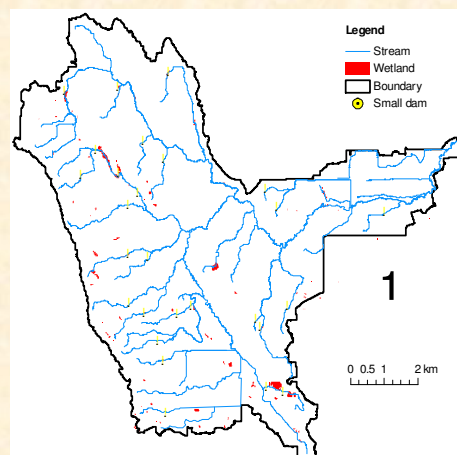 Legend
Stream
Wetland
Boundary
Small dam
1
0 0.5 1 2 km